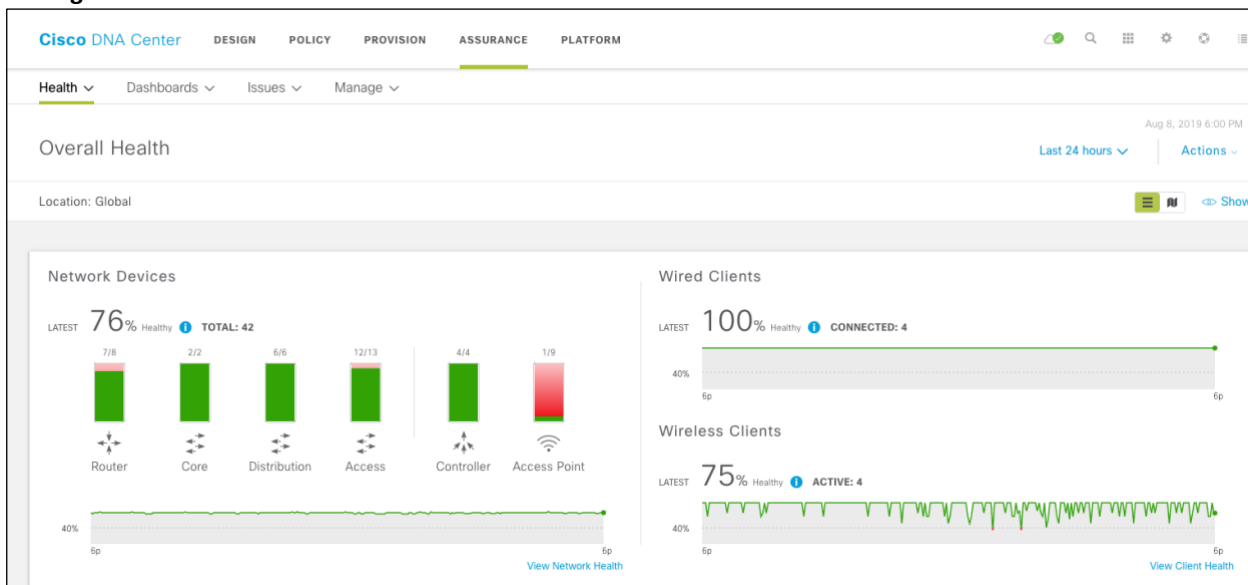 Cisco DNA Center DESIGN POLICY PROVISION ASSURANCE PLATFORM
Health Dashboards Issues Manage
Aug 8, 2019 6:00 PM
Overall Health
Last 24 hours Actions
Location: Global
Show
Network Devices
LATEST 76% Healthy TOTAL: 42
7/8 2/2 6/6 12/13 4/4 1/9
Router Core Distribution Access Controller Access Point
40%
6p 6p
View Network Health
Wired Clients
LATEST 100% Healthy CONNECTED: 4
40%
6p 6p
Wireless Clients
LATEST 75% Healthy ACTIVE: 4
40%
6p 6p
View Client Health